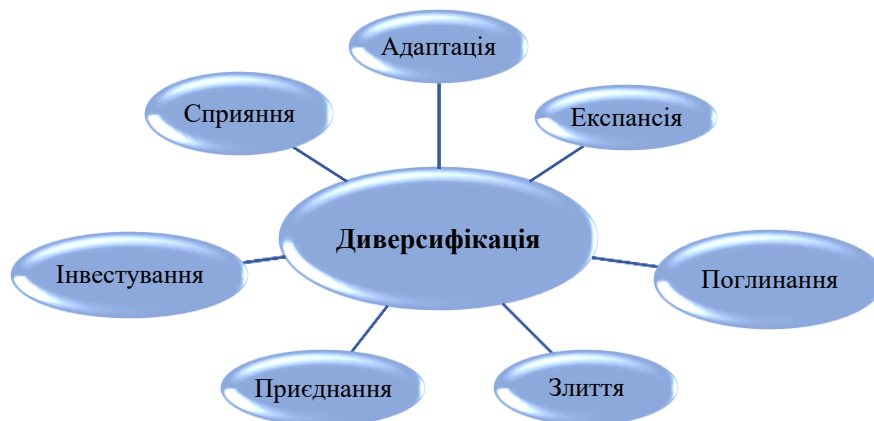 Адаптація
Сприяння
Експансія
Диверсифікація
Інвестування
Поглинання
Приєднання
Злиття